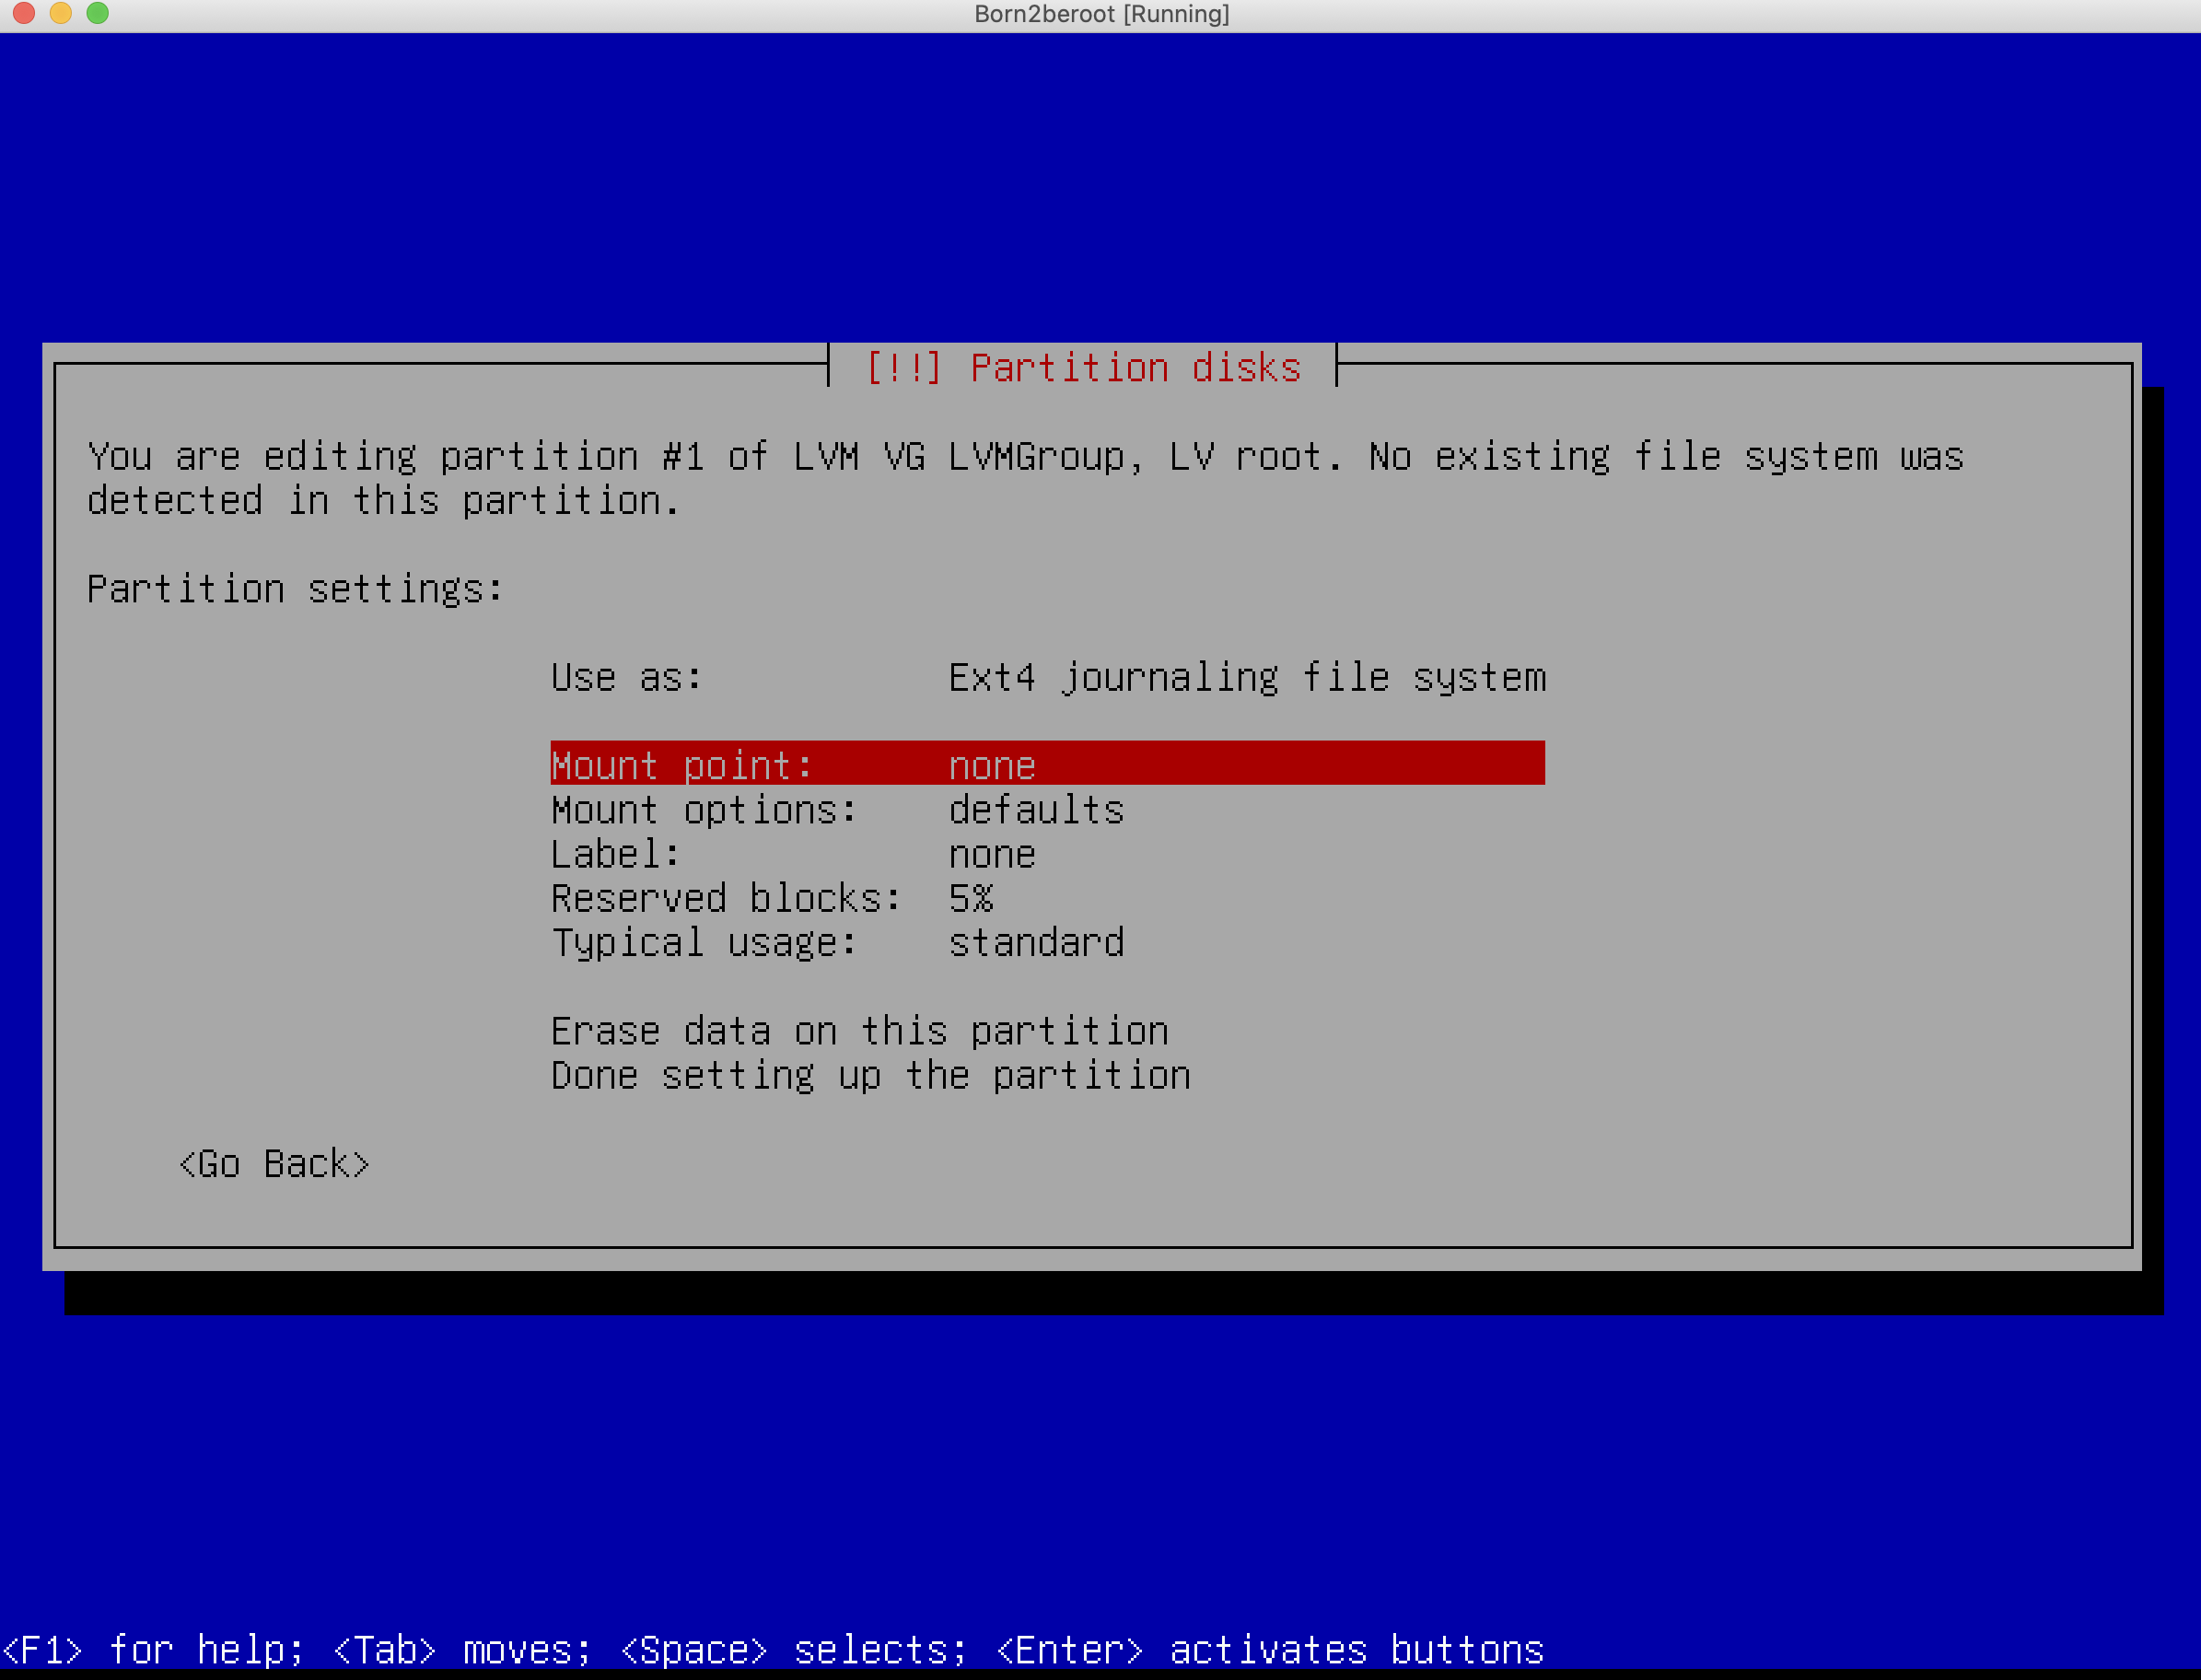 Born2beroot [Running]
[!!] Partition disks
You are editing partition #1 of LVM VG LVMGroup, LV root. No existing file system was
detected in this partition.
Partition settings:
Use as: Ext4 journaling file system
Mount point: none
Mount options: defaults
Label: none
Reserved blocks: 5%
Typical usage: standard
Erase data on this partition
Done setting up the partition
<Go Back>
<F1> for help; <Tab> moves; <Space> selects; <Enter> activates buttons